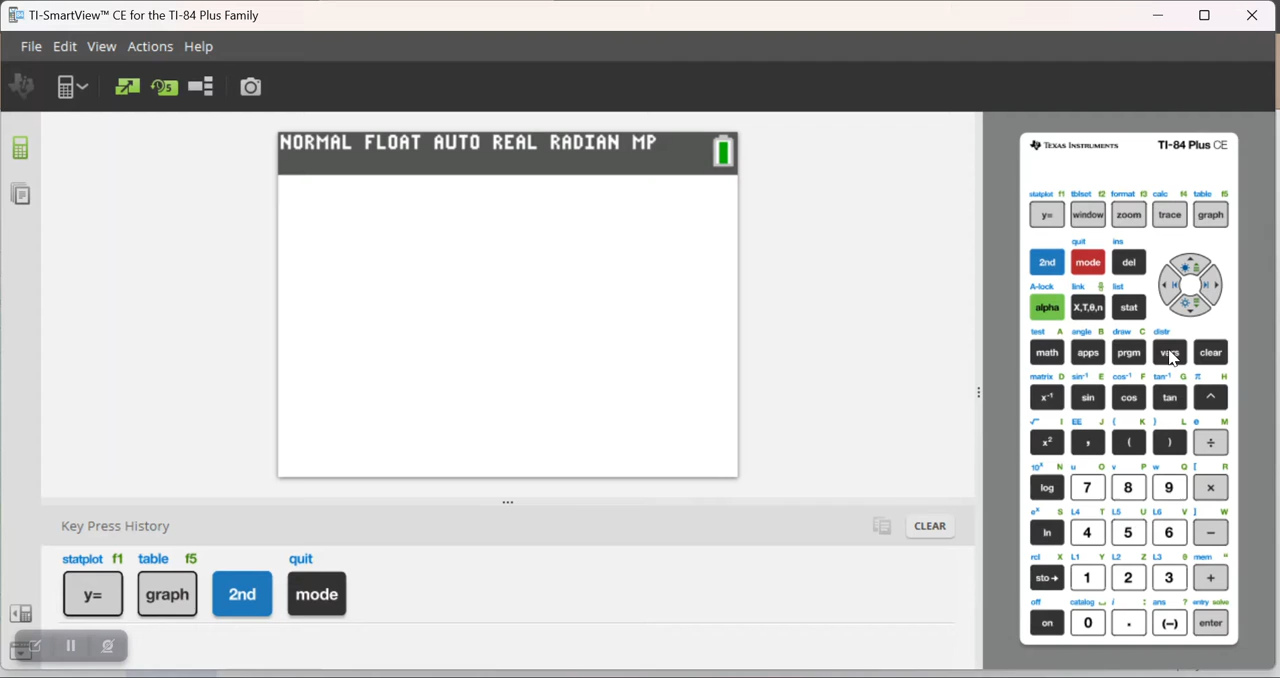 TI-SmartView™ CE for the TI-84 Plus Family
File Edit View Actions Help
NORMAL FLOAT AUTO REAL RADIAN MP
TEXAS INSTRUMENTS TI-84 Plus CE
statplot f1 tblset f2 format f3 calc f4 table f5
y= window zoom trace graph
quit ins
2nd mode del
A-lock link list
alpha X,T,θ,n stat
test A angle B draw C distr
math apps prgm vars clear
matrix D sin⁻¹ E cos⁻¹ F tan⁻¹ G π H
x⁻¹ sin cos tan ^
√ I EE J { K } L e M
x² , ( ) ÷
10ˣ N u O v P w Q [ R
log 7 8 9 ×
eˣ S L4 T L5 U L6 V ] W
ln 4 5 6 −
rcl X L1 Y L2 Z L3 θ mem "
sto→ 1 2 3 +
off catalog ␣ i : ans ? entry solve
on 0 . (−) enter
Key Press History CLEAR
statplot f1 table f5 quit
y= graph 2nd mode